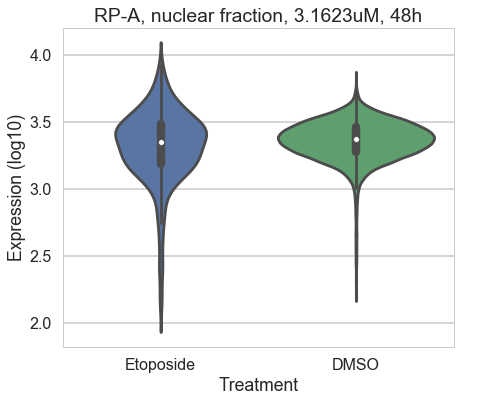 RP-A, nuclear fraction, 3.1623uM, 48h
4.0
3.5
3.0
2.5
2.0
Expression (log10)
Etoposide
DMSO
Treatment